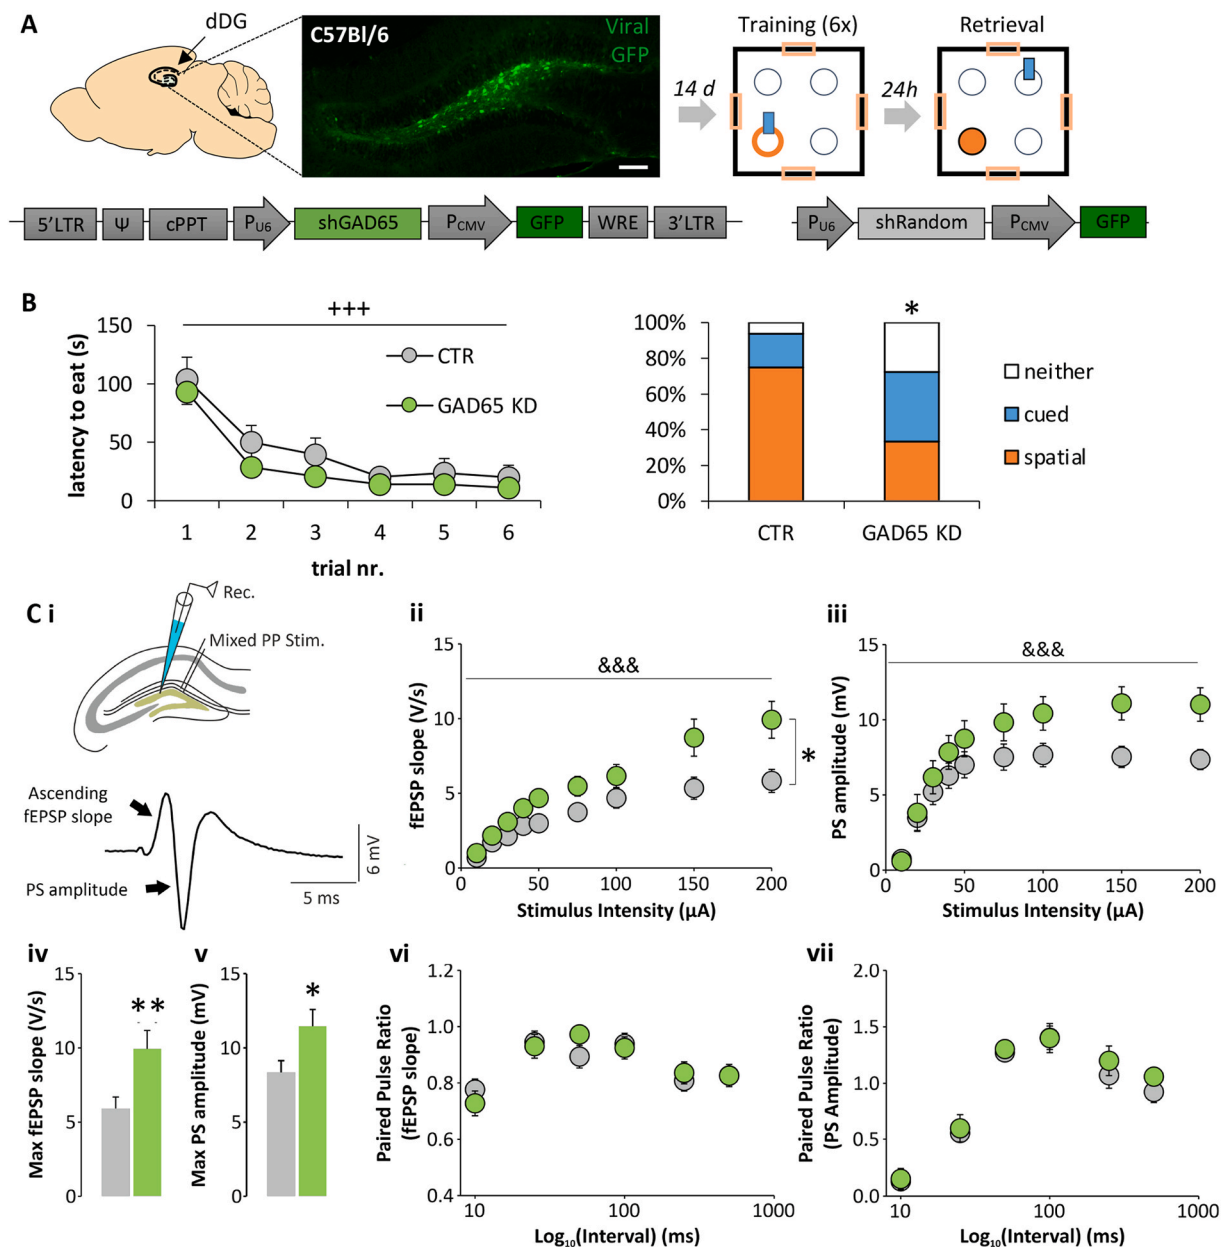 A
dDG
C57Bl/6
Viral
GFP
14 d
Training (6x)
24h
Retrieval
5'LTR
Ψ
cPPT
PU6
shGAD65
PCMV
GFP
WRE
3'LTR
PU6
shRandom
PCMV
GFP
B
+++
150
100
50
0
latency to eat (s)
CTR
GAD65 KD
1 2 3 4 5 6
trial nr.
*
100%
80%
60%
40%
20%
0%
CTR GAD65 KD
neither
cued
spatial
C i
Rec.
Mixed PP Stim.
Ascending
fEPSP slope
PS amplitude
6 mV
5 ms
ii
&&&
15
10
5
0
fEPSP slope (V/s)
*
0 50 100 150 200
Stimulus Intensity (µA)
iii
&&&
15
10
5
0
PS amplitude (mV)
0 50 100 150 200
Stimulus Intensity (µA)
iv
15
10
5
0
Max fEPSP slope (V/s)
**
v
15
10
5
0
Max PS amplitude (mV)
*
vi
1.2
1.0
0.8
0.6
0.4
Paired Pulse Ratio
(fEPSP slope)
10 100 1000
Log10(Interval) (ms)
vii
2.0
1.5
1.0
0.5
0.0
Paired Pulse Ratio
(PS Amplitude)
10 100 1000
Log10(Interval) (ms)